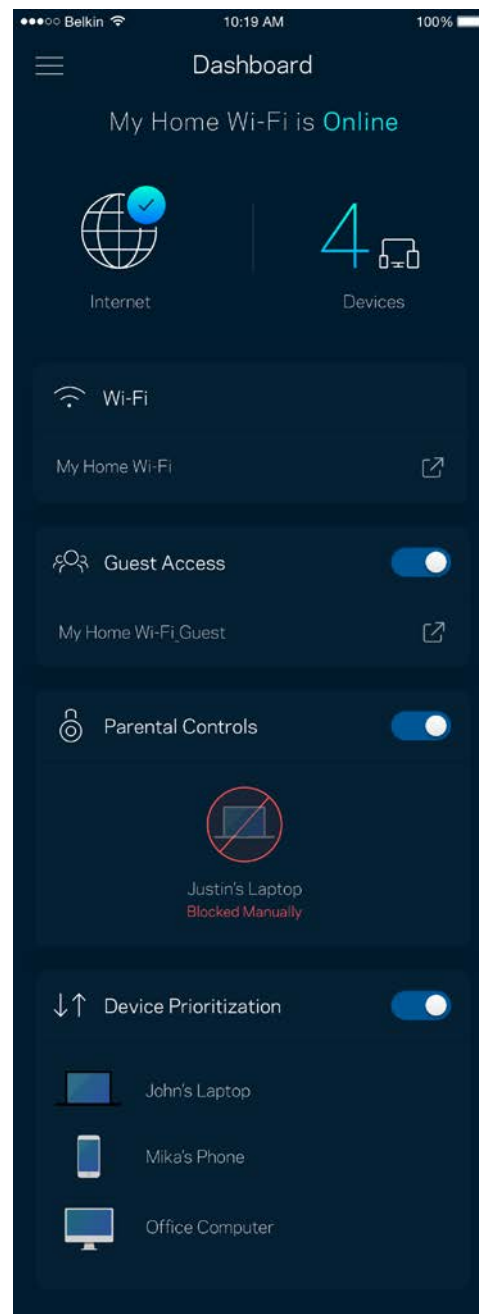 Belkin 10:19 AM 100%
Dashboard
My Home Wi-Fi is Online
4
Internet Devices
Wi-Fi
My Home Wi-Fi
Guest Access
My Home Wi-Fi_Guest
Parental Controls
Justin's Laptop
Blocked Manually
Device Prioritization
John's Laptop
Mika's Phone
Office Computer